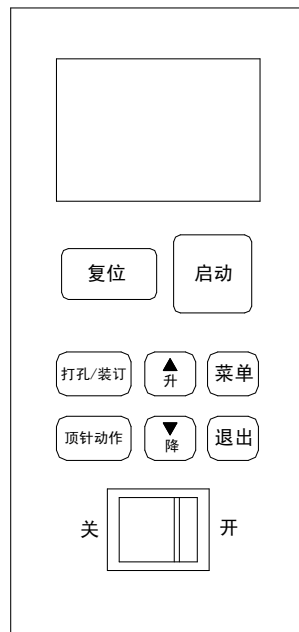 复位
启动
打孔/装订
▲
升
菜单
顶针动作
▼
降
退出
关
开